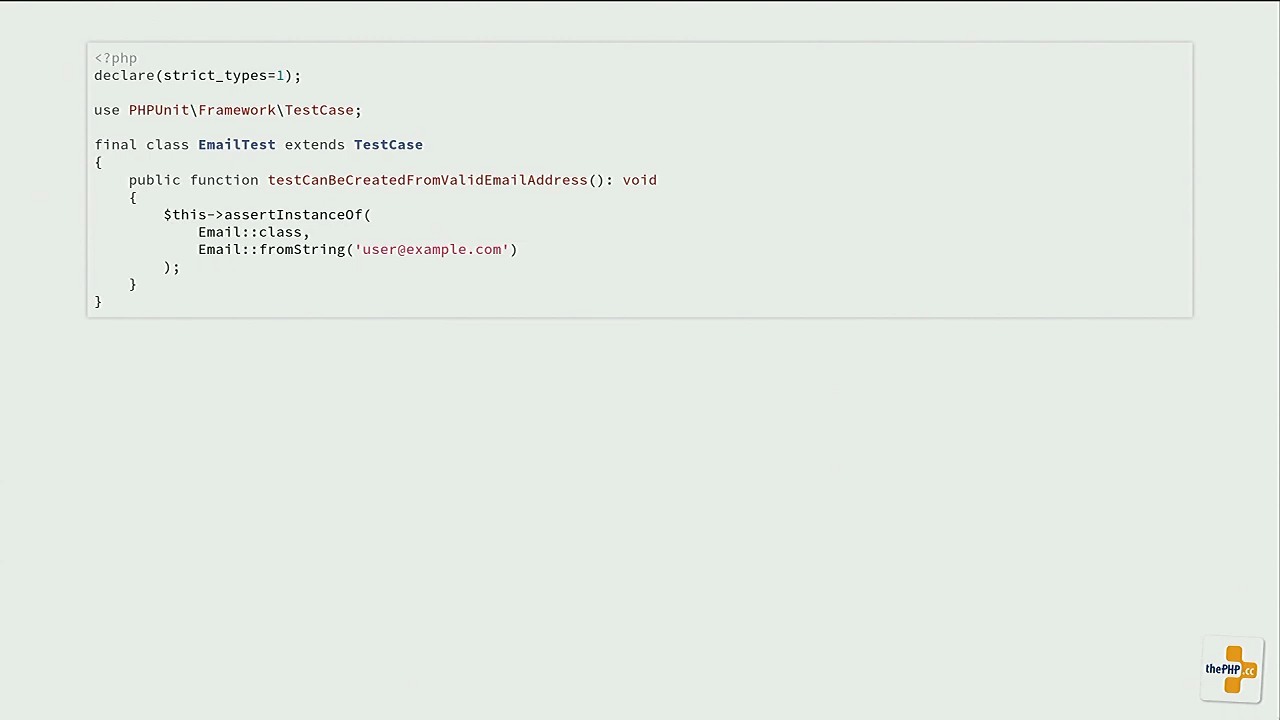 <?php
declare(strict_types=1);
use PHPUnit\Framework\TestCase;
final class EmailTest extends TestCase
{
public function testCanBeCreatedFromValidEmailAddress(): void
{
$this->assertInstanceOf(
Email::class,
Email::fromString('user@example.com')
);
}
}
thePHP.cc